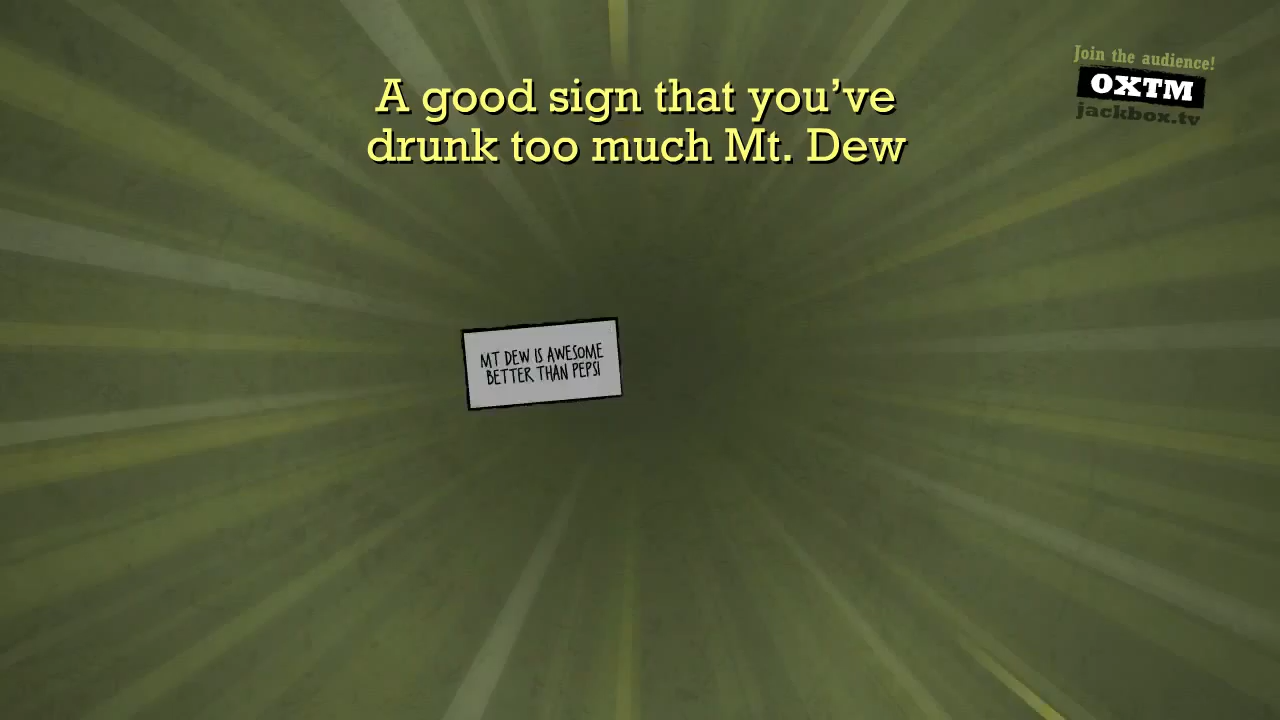 A good sign that you've
drunk too much Mt. Dew
Join the audience!
OXTM
jackbox.tv
MT DEW IS AWESOME
BETTER THAN PEPSI